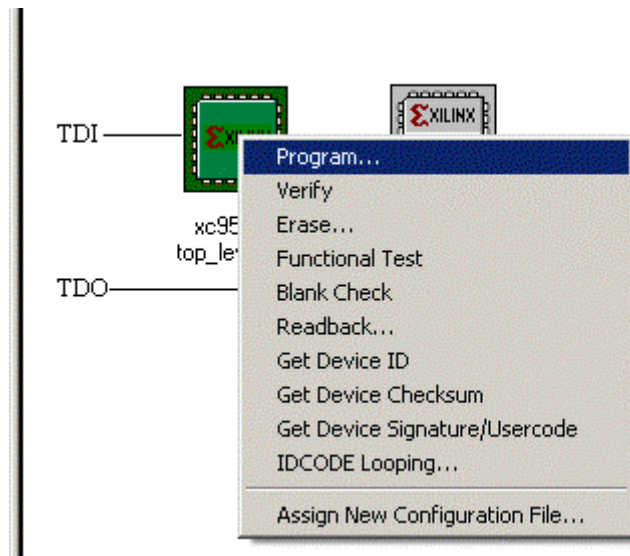 XILINX
TDI
Program...
Verify
xc95
Erase...
top_le
Functional Test
TDO
Blank Check
Readback...
Get Device ID
Get Device Checksum
Get Device Signature/Usercode
IDCODE Looping...
Assign New Configuration File...